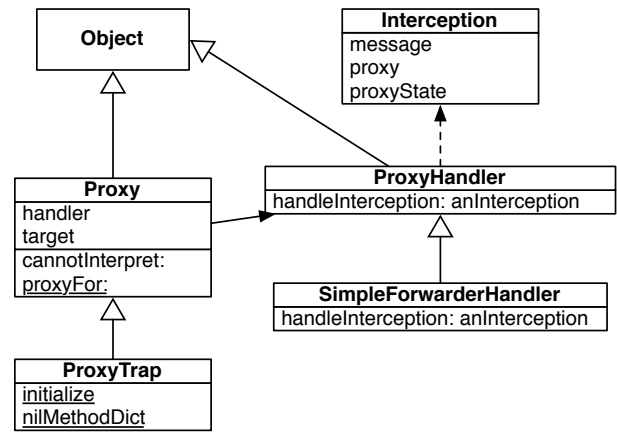 Object
Interception
message
proxy
proxyState
Proxy
handler
target
cannotInterpret:
proxyFor:
ProxyHandler
handleInterception: anInterception
SimpleForwarderHandler
handleInterception: anInterception
ProxyTrap
initialize
nilMethodDict